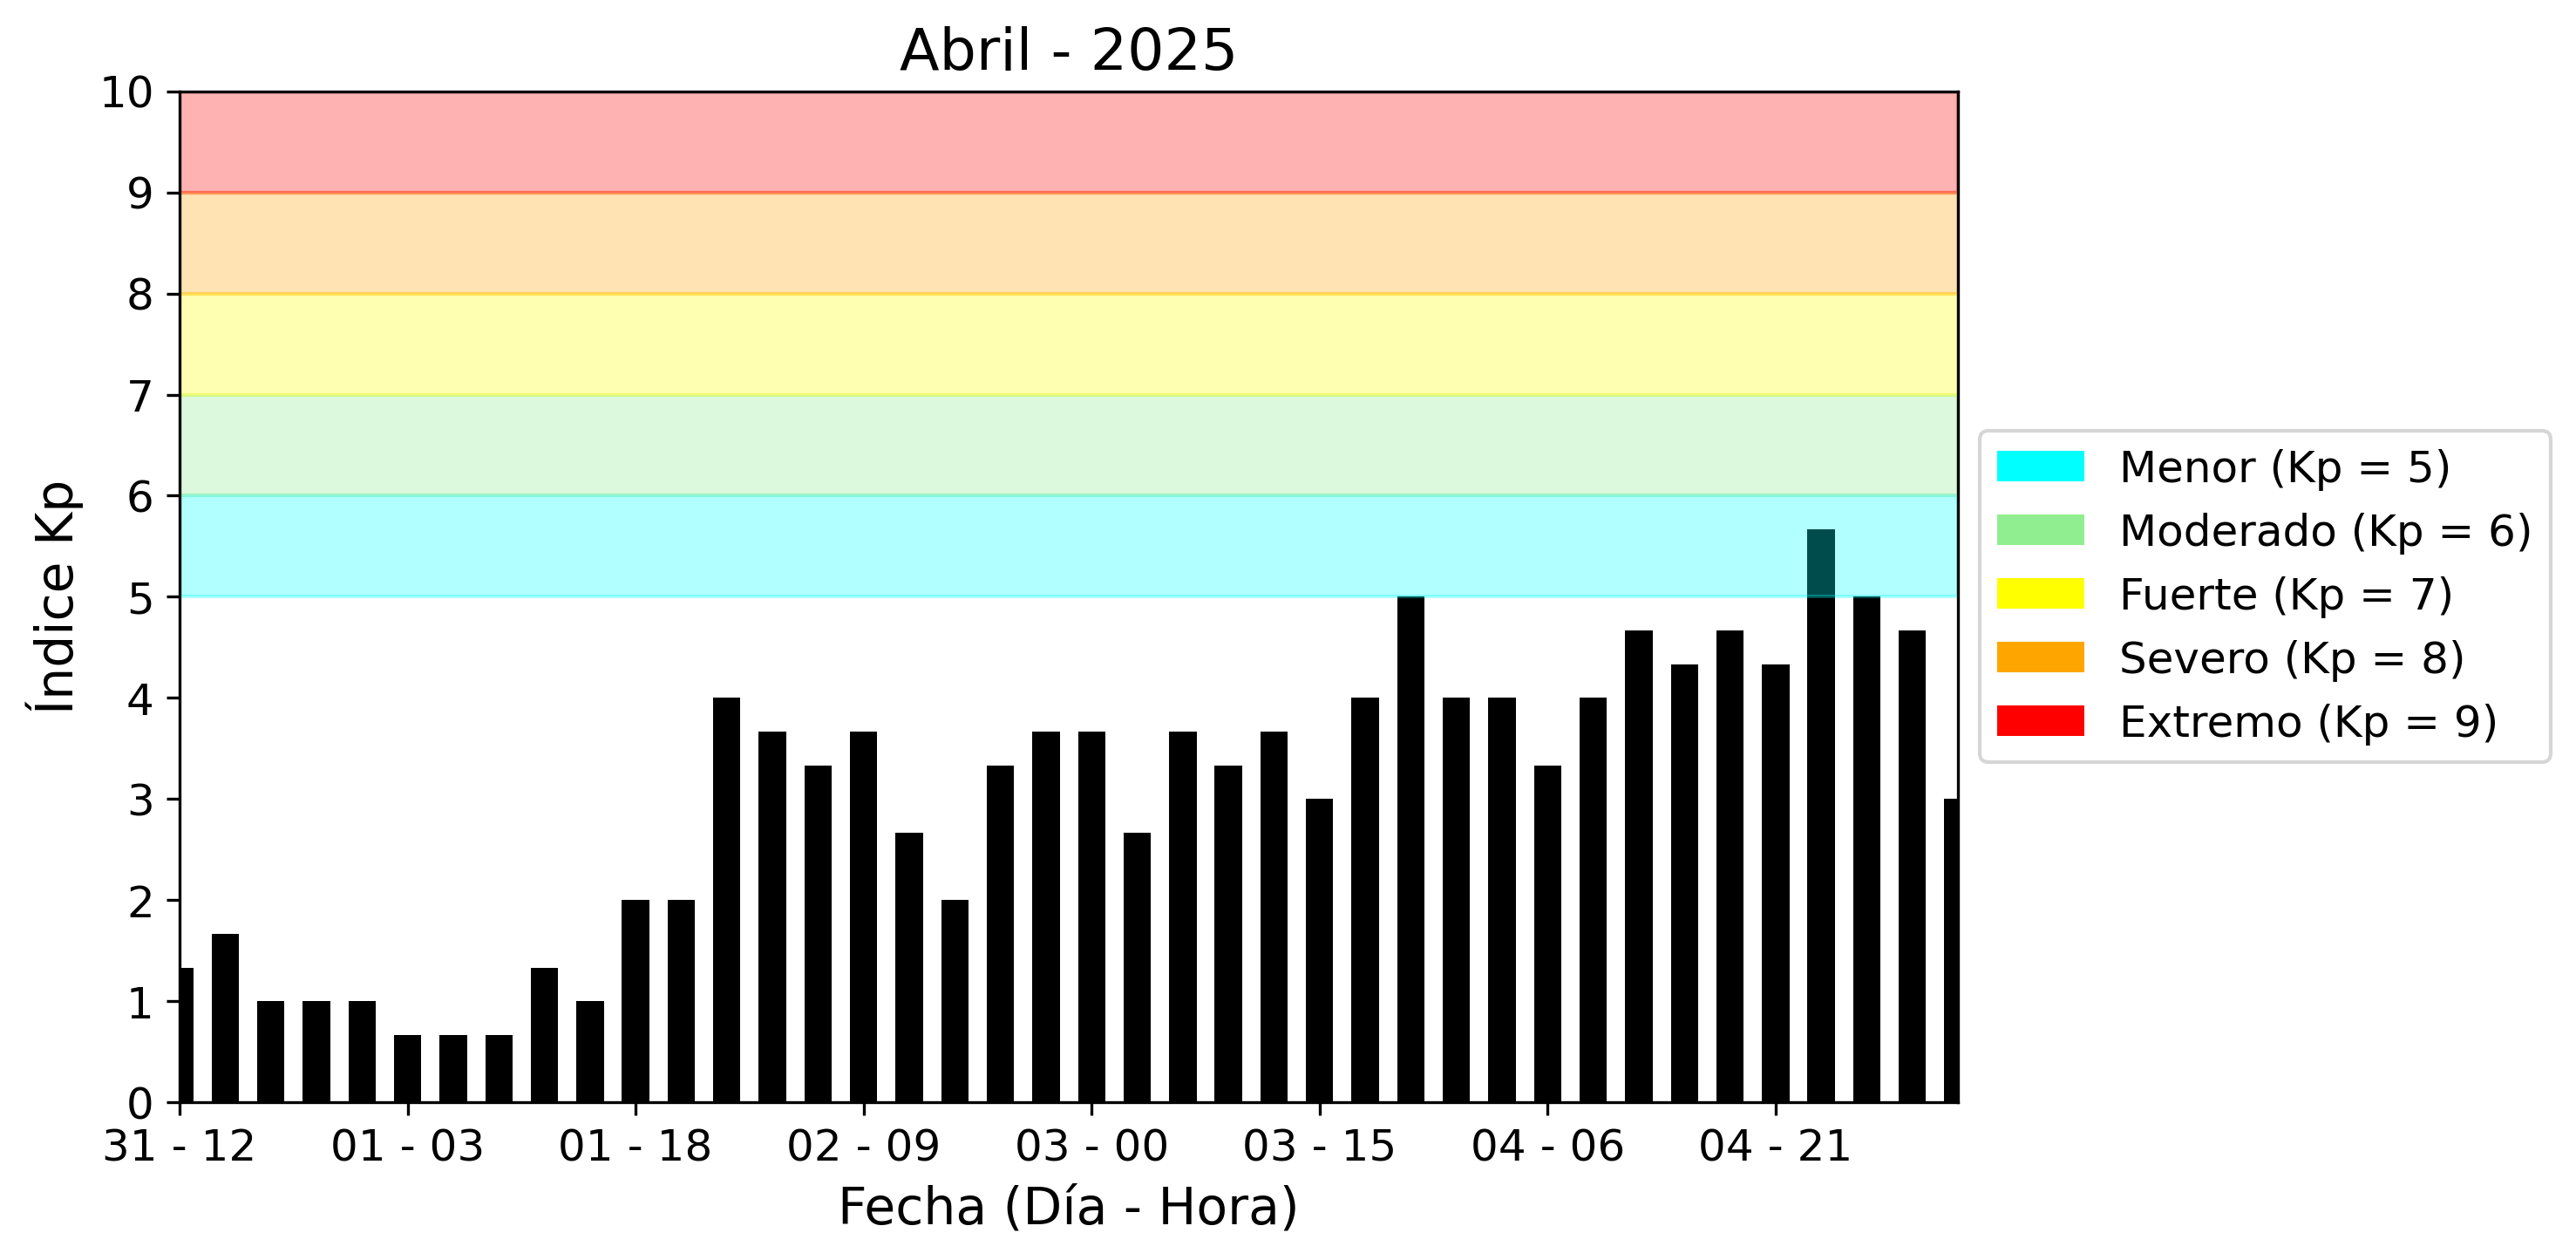 Abril - 2025
10
9
8
7
6
5
4
3
2
1
0
Índice Kp
31 - 12
01 - 03
01 - 18
02 - 09
03 - 00
03 - 15
04 - 06
04 - 21
Fecha (Día - Hora)
Menor (Kp = 5)
Moderado (Kp = 6)
Fuerte (Kp = 7)
Severo (Kp = 8)
Extremo (Kp = 9)